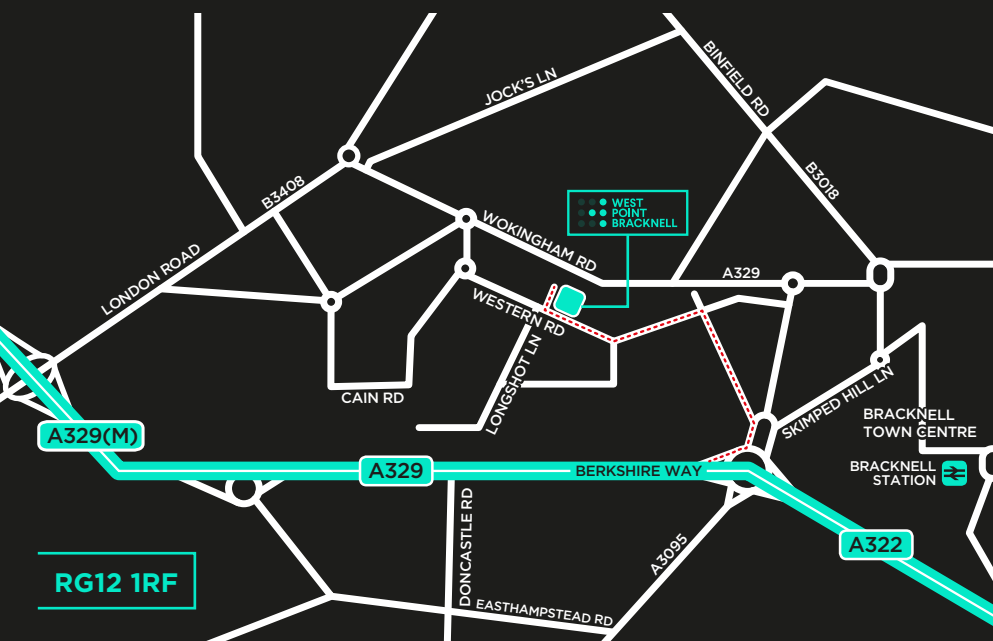 JOCK'S LN
BINFIELD RD
B3408
B3018
WEST
POINT
BRACKNELL
WOKINGHAM RD
LONDON ROAD
A329
WESTERN RD
LONGSHOT LN
CAIN RD
SKIMPED HILL LN
BRACKNELL
TOWN CENTRE
A329(M)
A329
BERKSHIRE WAY
BRACKNELL
STATION
DONCASTLE RD
A322
A3095
RG12 1RF
EASTHAMPSTEAD RD